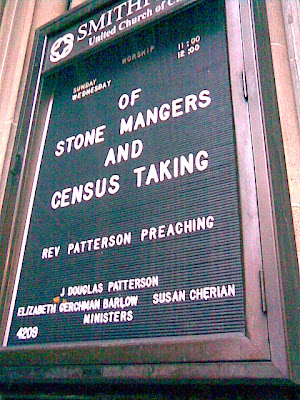 SMITH
United Church of C
WORSHIP
SUNDAY 11:00
WEDNESDAY 12:00
OF
STONE MANGERS
AND
CENSUS TAKING
REV PATTERSON PREACHING
J DOUGLAS PATTERSON
ELIZABETH GERCHMAN BARLOW SUSAN CHERIAN
MINISTERS
4209